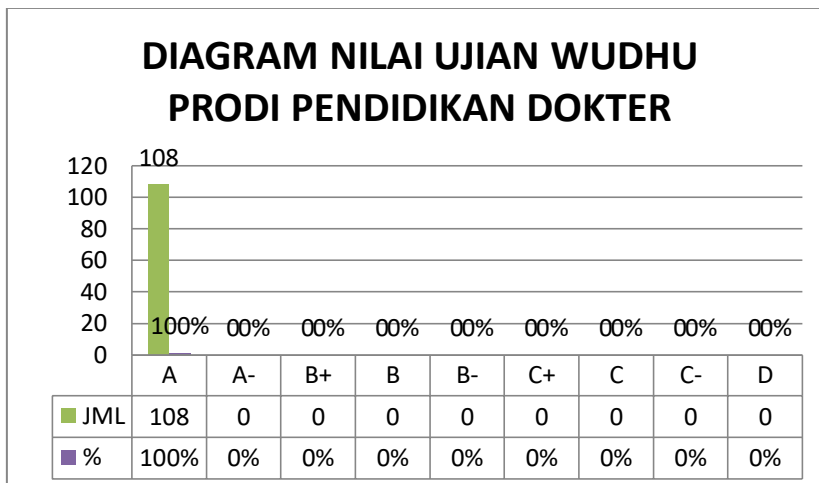 DIAGRAM NILAI UJIAN WUDHU
PRODI PENDIDIKAN DOKTER
120
100
80
60
40
20
0
108
100% 00% 00% 00% 00% 00% 00% 00% 00%
A A- B+ B B- C+ C C- D
JML 108 0 0 0 0 0 0 0 0
% 100% 0% 0% 0% 0% 0% 0% 0% 0%